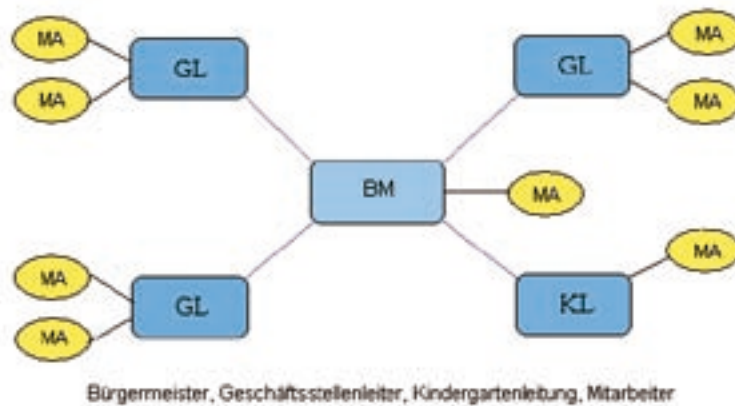 MA
GL
GL
MA
MA
MA
BM
MA
MA
MA
GL
KL
MA
Bürgermeister, Geschäftsstellenleiter, Kindergartenleitung, Mitarbeiter